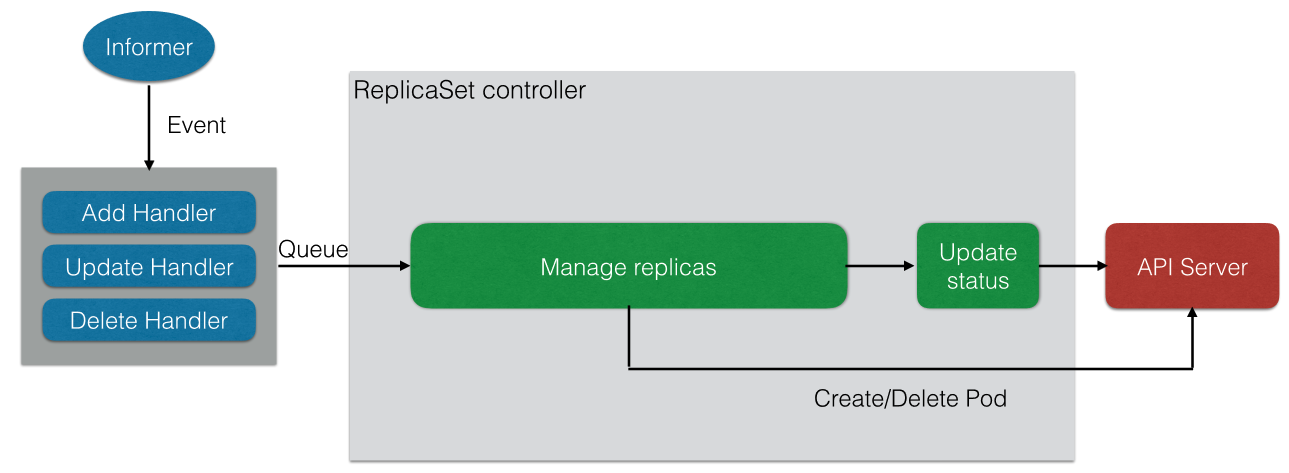 Informer
Event
ReplicaSet controller
Add Handler
Update Handler
Delete Handler
Queue
Manage replicas
Update
status
API Server
Create/Delete Pod